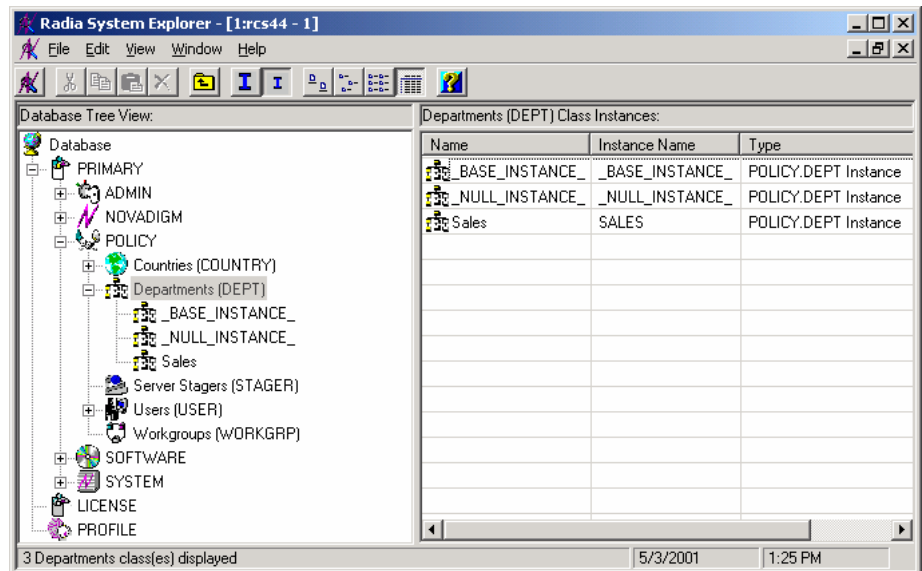 Radia System Explorer - [1:rcs44 - 1]
File Edit View Window Help
Database Tree View:
Departments (DEPT) Class Instances:
Database
PRIMARY
ADMIN
NOVADIGM
POLICY
Countries (COUNTRY)
Departments (DEPT)
_BASE_INSTANCE_
_NULL_INSTANCE_
Sales
Server Stagers (STAGER)
Users (USER)
Workgroups (WORKGRP)
SOFTWARE
SYSTEM
LICENSE
PROFILE
Name Instance Name Type
_BASE_INSTANCE_ _BASE_INSTANCE_ POLICY.DEPT Instance
_NULL_INSTANCE_ _NULL_INSTANCE_ POLICY.DEPT Instance
Sales SALES POLICY.DEPT Instance
3 Departments class(es) displayed 5/3/2001 1:25 PM